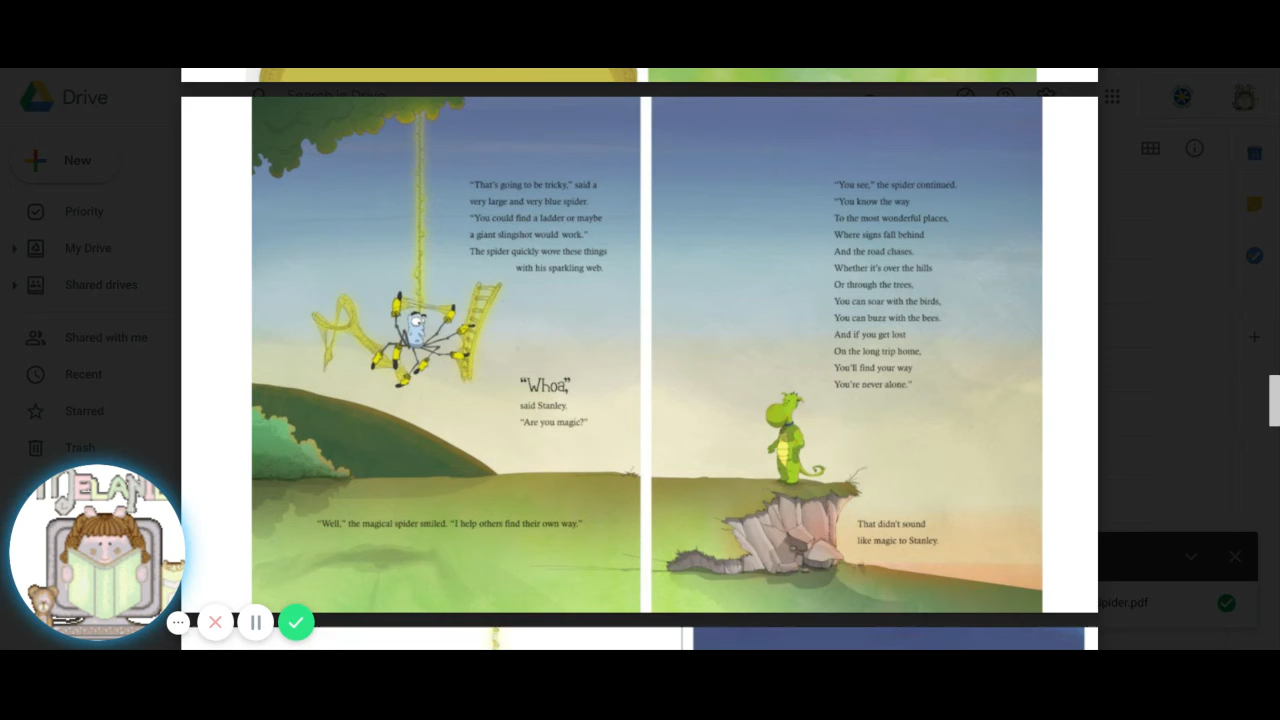 Drive
Search in Drive
New
Priority
My Drive
Shared drives
Shared with me
Recent
Starred
Trash
"That's going to be tricky," said a
very large and very blue spider.
"You could find a ladder or maybe
a giant slingshot would work."
The spider quickly wove these things
with his sparkling web.
"Whoa,"
said Stanley.
"Are you magic?"
"Well," the magical spider smiled. "I help others find their own way."
"You see," the spider continued.
"You know the way
To the most wonderful places,
Where signs fall behind
And the road chases.
Whether it's over the hills
Or through the trees,
You can soar with the birds,
You can buzz with the bees.
And if you get lost
On the long trip home,
You'll find your way
You're never alone."
That didn't sound
like magic to Stanley.
spider.pdf